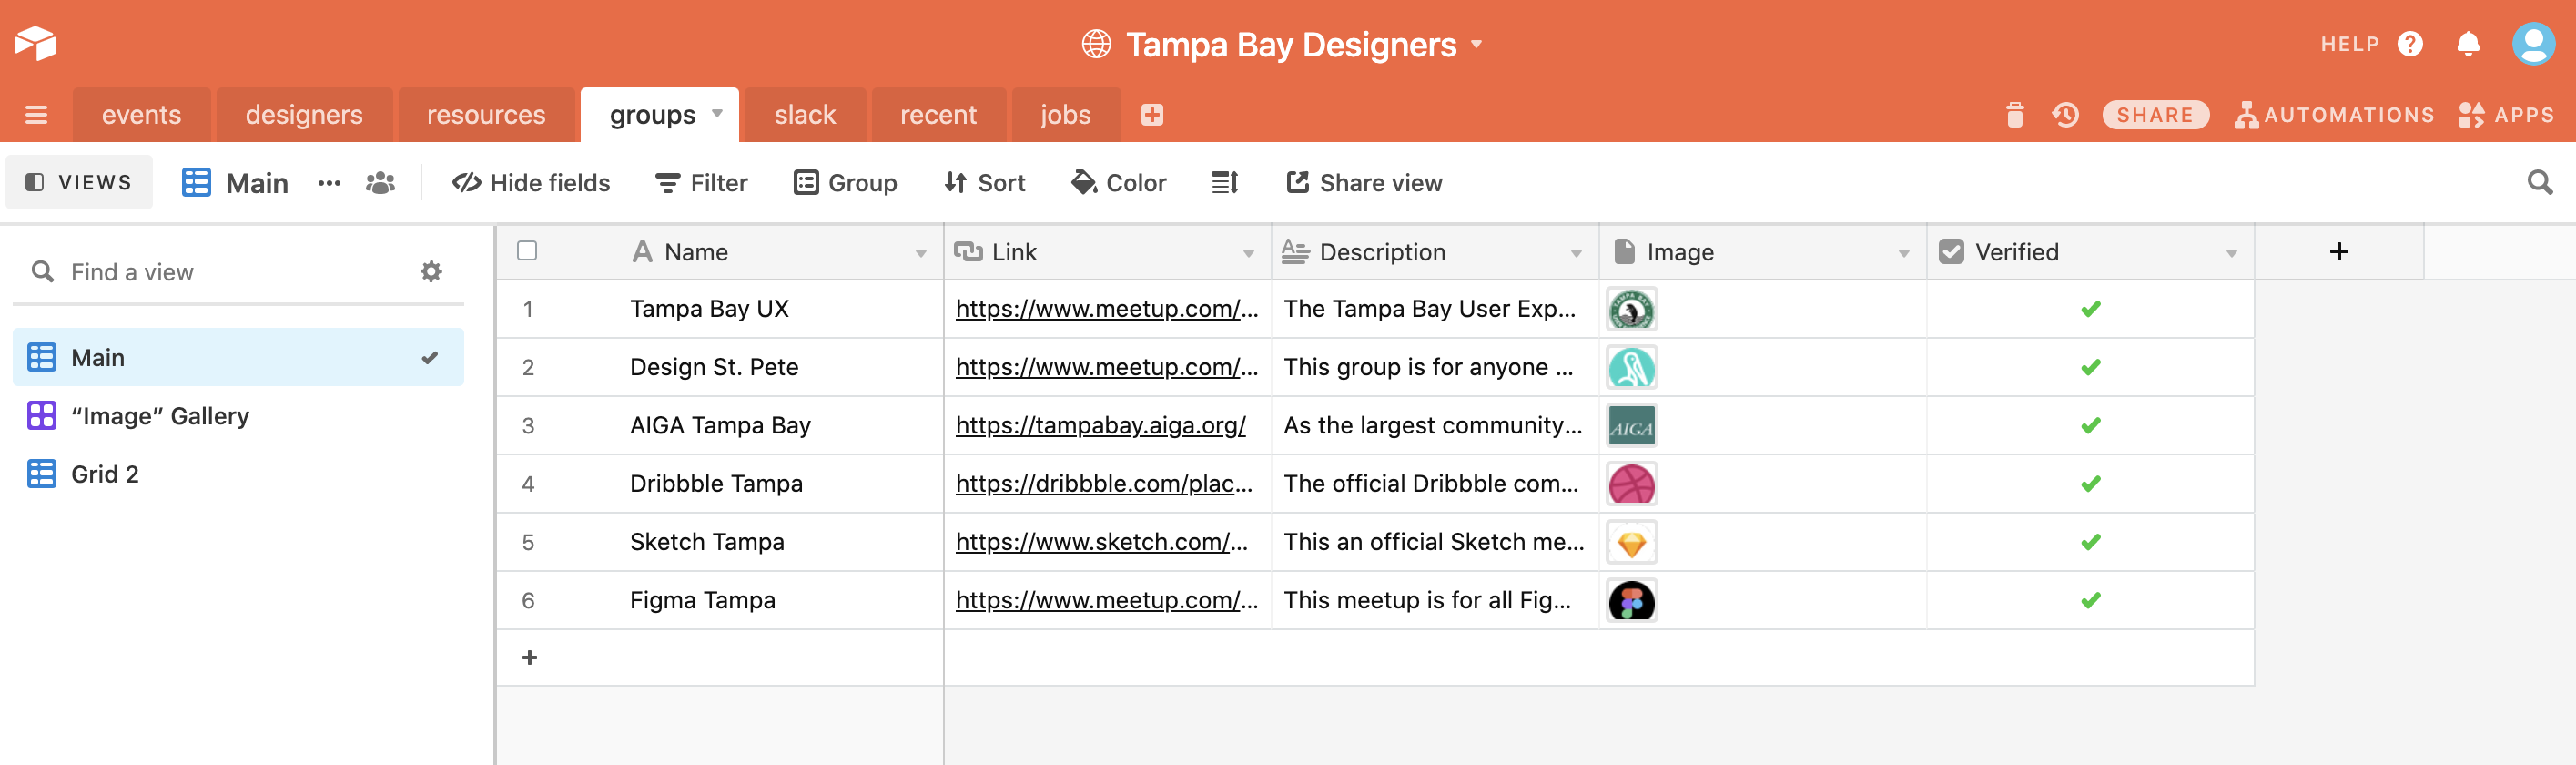 Tampa Bay Designers
HELP
events designers resources groups slack recent jobs
SHARE AUTOMATIONS APPS
VIEWS Main Hide fields Filter Group Sort Color Share view
Find a view
Main
“Image” Gallery
Grid 2
Name Link Description Image Verified
1 Tampa Bay UX https://www.meetup.com/... The Tampa Bay User Exp... TAMPA BAY
2 Design St. Pete https://www.meetup.com/... This group is for anyone ...
3 AIGA Tampa Bay https://tampabay.aiga.org/ As the largest community... AIGA
4 Dribbble Tampa https://dribbble.com/plac... The official Dribbble com...
5 Sketch Tampa https://www.sketch.com/... This an official Sketch me...
6 Figma Tampa https://www.meetup.com/... This meetup is for all Fig...